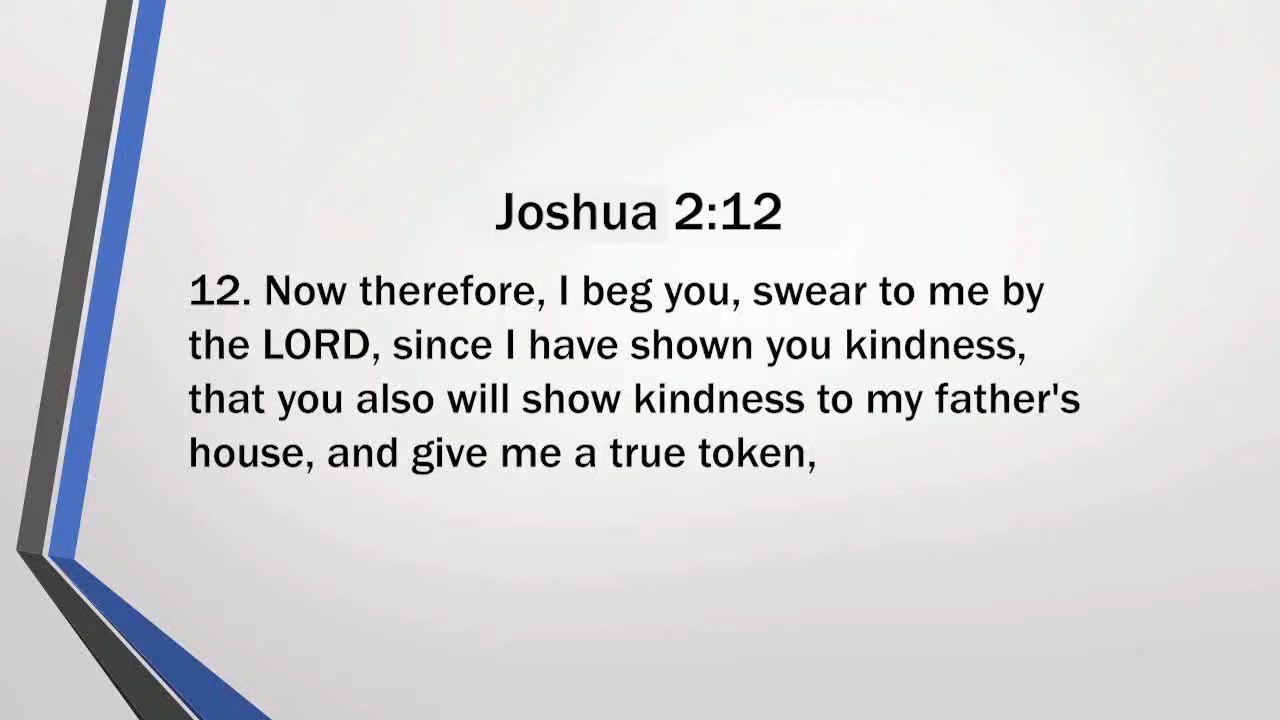 Joshua 2:12
12. Now therefore, I beg you, swear to me by
the LORD, since I have shown you kindness,
that you also will show kindness to my father's
house, and give me a true token,